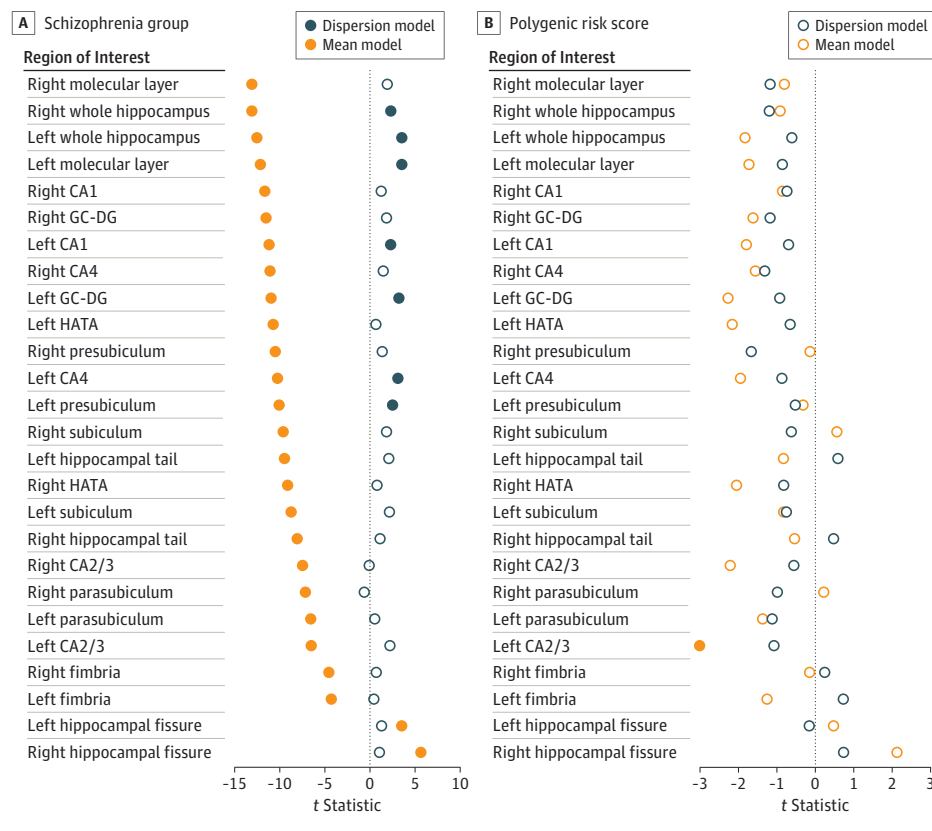 A Schizophrenia group
Dispersion model
Mean model
Region of Interest
Right molecular layer
Right whole hippocampus
Left whole hippocampus
Left molecular layer
Right CA1
Right GC-DG
Left CA1
Right CA4
Left GC-DG
Left HATA
Right presubiculum
Left CA4
Left presubiculum
Right subiculum
Left hippocampal tail
Right HATA
Left subiculum
Right hippocampal tail
Right CA2/3
Right parasubiculum
Left parasubiculum
Left CA2/3
Right fimbria
Left fimbria
Left hippocampal fissure
Right hippocampal fissure
-15 -10 -5 0 5 10
t Statistic
B Polygenic risk score
Dispersion model
Mean model
Region of Interest
Right molecular layer
Right whole hippocampus
Left whole hippocampus
Left molecular layer
Right CA1
Right GC-DG
Left CA1
Right CA4
Left GC-DG
Left HATA
Right presubiculum
Left CA4
Left presubiculum
Right subiculum
Left hippocampal tail
Right HATA
Left subiculum
Right hippocampal tail
Right CA2/3
Right parasubiculum
Left parasubiculum
Left CA2/3
Right fimbria
Left fimbria
Left hippocampal fissure
Right hippocampal fissure
-3 -2 -1 0 1 2 3
t Statistic